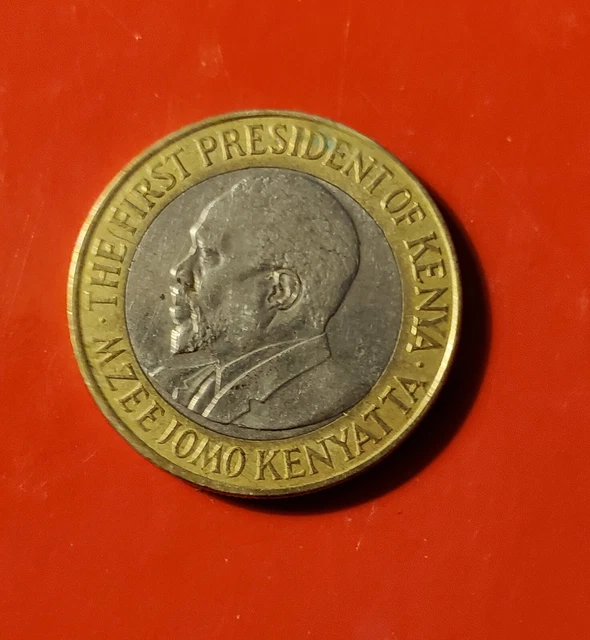 · THE FIRST PRESIDENT OF KENYA ·
MZEE JOMO KENYATTA